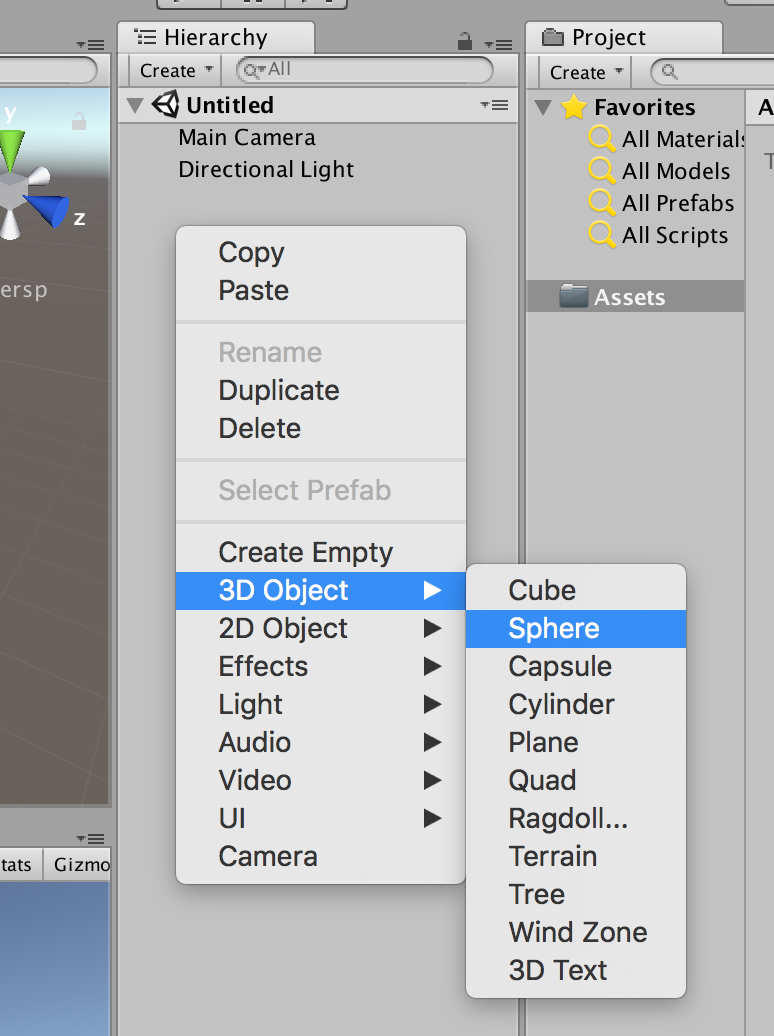 Hierarchy
Create
All
Untitled
Main Camera
Directional Light
Project
Create
Favorites
All Materials
All Models
All Prefabs
All Scripts
Assets
A
T
y
z
ersp
Copy
Paste
Rename
Duplicate
Delete
Select Prefab
Create Empty
3D Object
2D Object
Effects
Light
Audio
Video
UI
Camera
Cube
Sphere
Capsule
Cylinder
Plane
Quad
Ragdoll...
Terrain
Tree
Wind Zone
3D Text
tats
Gizmo